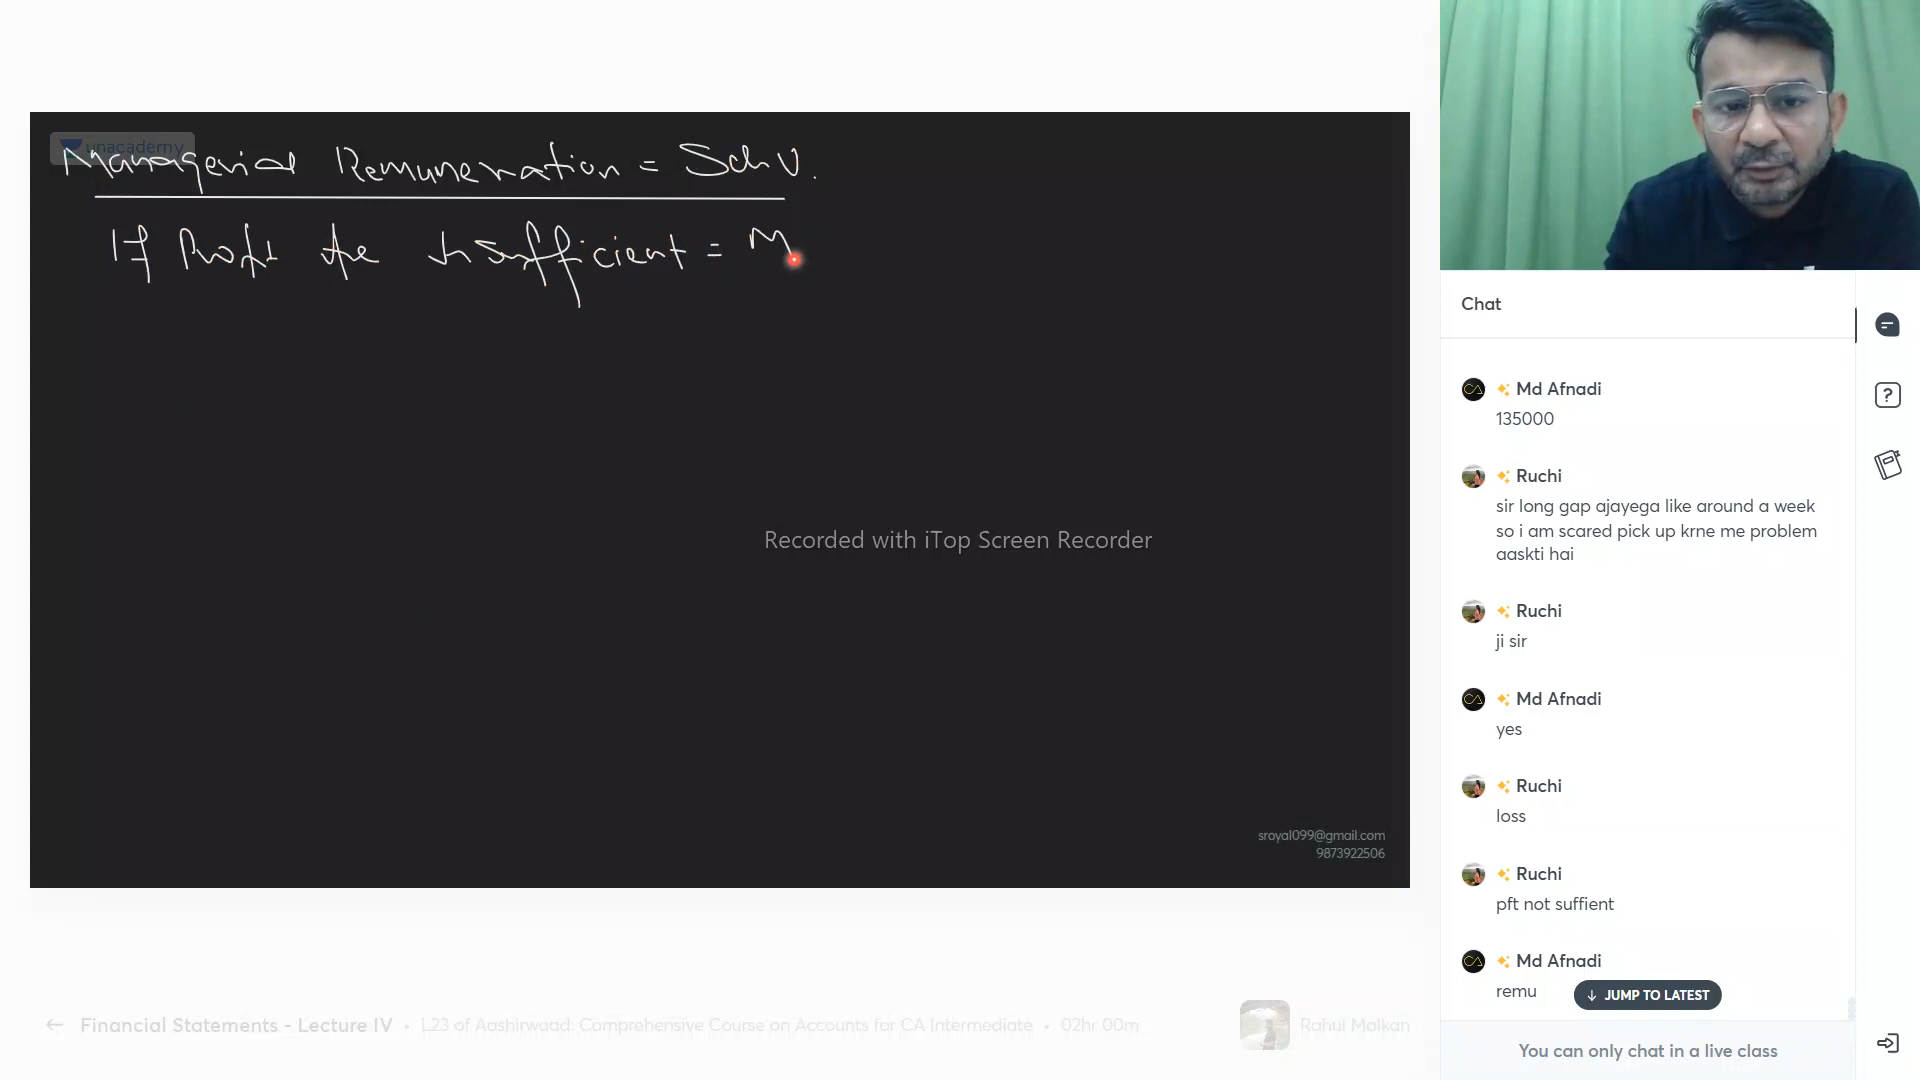 unacademy
Managerial Remuneration = Sch V.
If Profit are Insufficient = M
Recorded with iTop Screen Recorder
sroyal099@gmail.com
9873922506
Financial Statements - Lecture IV • L23 of Aashirwaad: Comprehensive Course on Accounts for CA Intermediate • 02hr 00m
Rahul Malkan
Chat
Md Afnadi
135000
Ruchi
sir long gap ajayega like around a week
so i am scared pick up krne me problem
aaskti hai
Ruchi
ji sir
Md Afnadi
yes
Ruchi
loss
Ruchi
pft not suffient
Md Afnadi
remu
JUMP TO LATEST
You can only chat in a live class